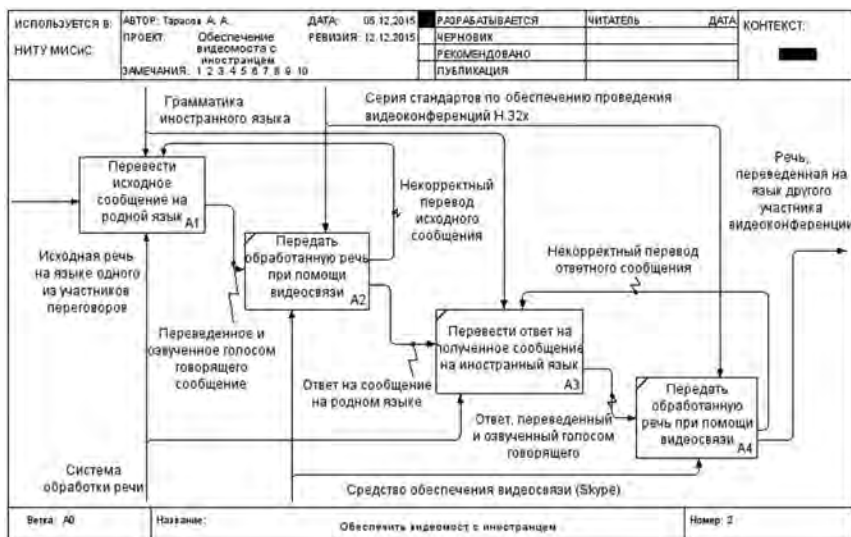 ИСПОЛЬЗУЕТСЯ В:
НИТУ МИСиС
АВТОР: Тарасов А. А.
ДАТА: 05.12.2015
ПРОЕКТ: Обеспечение
видеомоста с
иностранцем
РЕВИЗИЯ: 12.12.2015
ЗАМЕЧАНИЯ: 1 2 3 4 5 6 7 8 9 10
РАЗРАБАТЫВАЕТСЯ
ЧЕРНОВИК
РЕКОМЕНДОВАНО
ПУБЛИКАЦИЯ
ЧИТАТЕЛЬ ДАТА
КОНТЕКСТ:
Грамматика
иностранного языка
Серия стандартов по обеспечению проведения
видеоконференций H.32x
Перевести
исходное
сообщение на
родной язык
A1
Некорректный
перевод
исходного
сообщения
Речь,
переведенная на
язык другого
участника
видеоконференции
Исходная речь
на языке одного
из участников
переговоров
Передать
обработанную речь
при помощи
видеосвязи
A2
Некорректный перевод
ответного сообщения
Переведенное и
озвученное голосом
говорящего
сообщение
Перевести ответ на
полученное сообщение
на иностранный язык
A3
Ответ на сообщение
на родном языке
Передать
обработанную
речь при помощи
видеосвязи
A4
Ответ, переведенный
и озвученный голосом
говорящего
Система
обработки речи
Средство обеспечения видеосвязи (Skype)
Ветка: A0
Название:
Обеспечить видеомост с иностранцем
Номер: 2